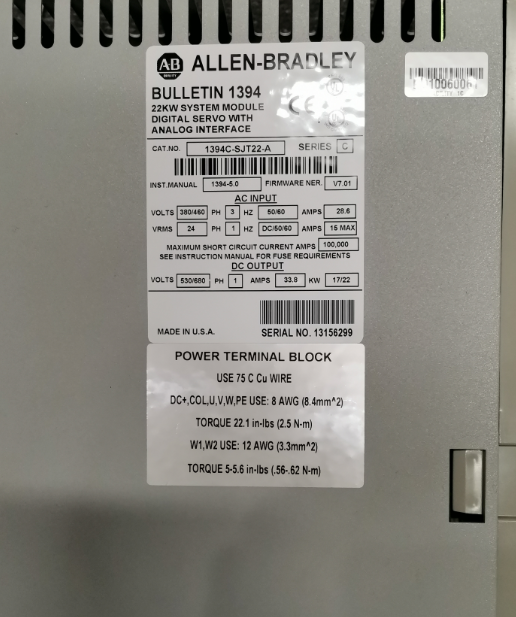 AB ALLEN-BRADLEY
BULLETIN 1394
22KW SYSTEM MODULE
DIGITAL SERVO WITH
ANALOG INTERFACE
CE
CAT.NO. 1394C-SJT22-A SERIES C
INST.MANUAL 1394-5.0 FIRMWARE NER. V7.01
AC INPUT
VOLTS 380/460 PH 3 HZ 50/60 AMPS 28.6
VRMS 24 PH 1 HZ DC/50/60 AMPS 15 MAX
MAXIMUM SHORT CIRCUIT CURRENT AMPS 100,000
SEE INSTRUCTION MANUAL FOR FUSE REQUIREMENTS
DC OUTPUT
VOLTS 530/680 PH 1 AMPS 33.8 KW 17/22
MADE IN U.S.A. SERIAL NO. 13156299
POWER TERMINAL BLOCK
USE 75 C Cu WIRE
DC+,COL,U,V,W,PE USE: 8 AWG (8.4mm^2)
TORQUE 22.1 in-lbs (2.5 N-m)
W1,W2 USE: 12 AWG (3.3mm^2)
TORQUE 5-5.6 in-lbs (.56-.62 N-m)